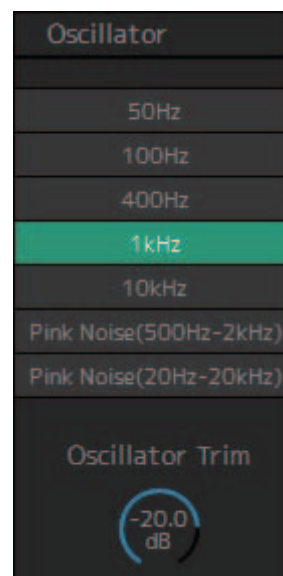 Oscillator
50Hz
100Hz
400Hz
1kHz
10kHz
Pink Noise(500Hz-2kHz)
Pink Noise(20Hz-20kHz)
Oscillator Trim
-20.0
dB